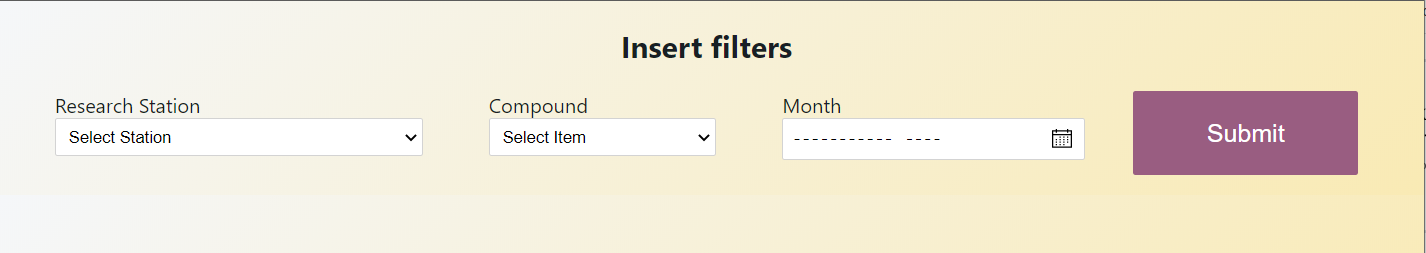 Insert filters
Research Station
Compound
Month
Select Station
Select Item
----------- ----
Submit